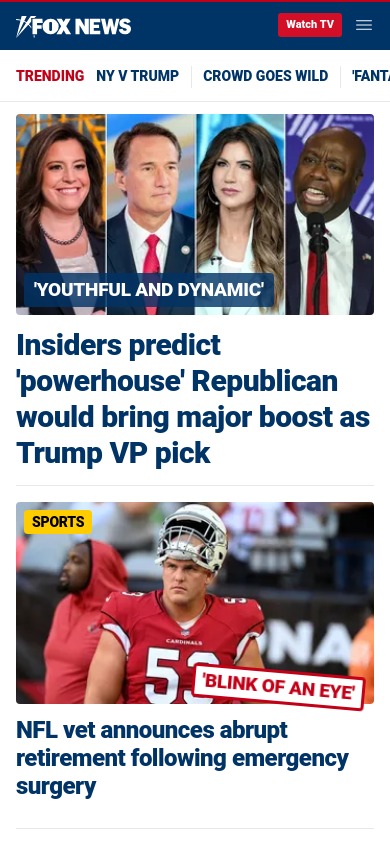 FOX NEWS
Watch TV
TRENDING NY V TRUMP CROWD GOES WILD 'FANTA
'YOUTHFUL AND DYNAMIC'
Insiders predict
'powerhouse' Republican
would bring major boost as
Trump VP pick
SPORTS
CARDINALS
53
NA
'BLINK OF AN EYE'
NFL vet announces abrupt
retirement following emergency
surgery